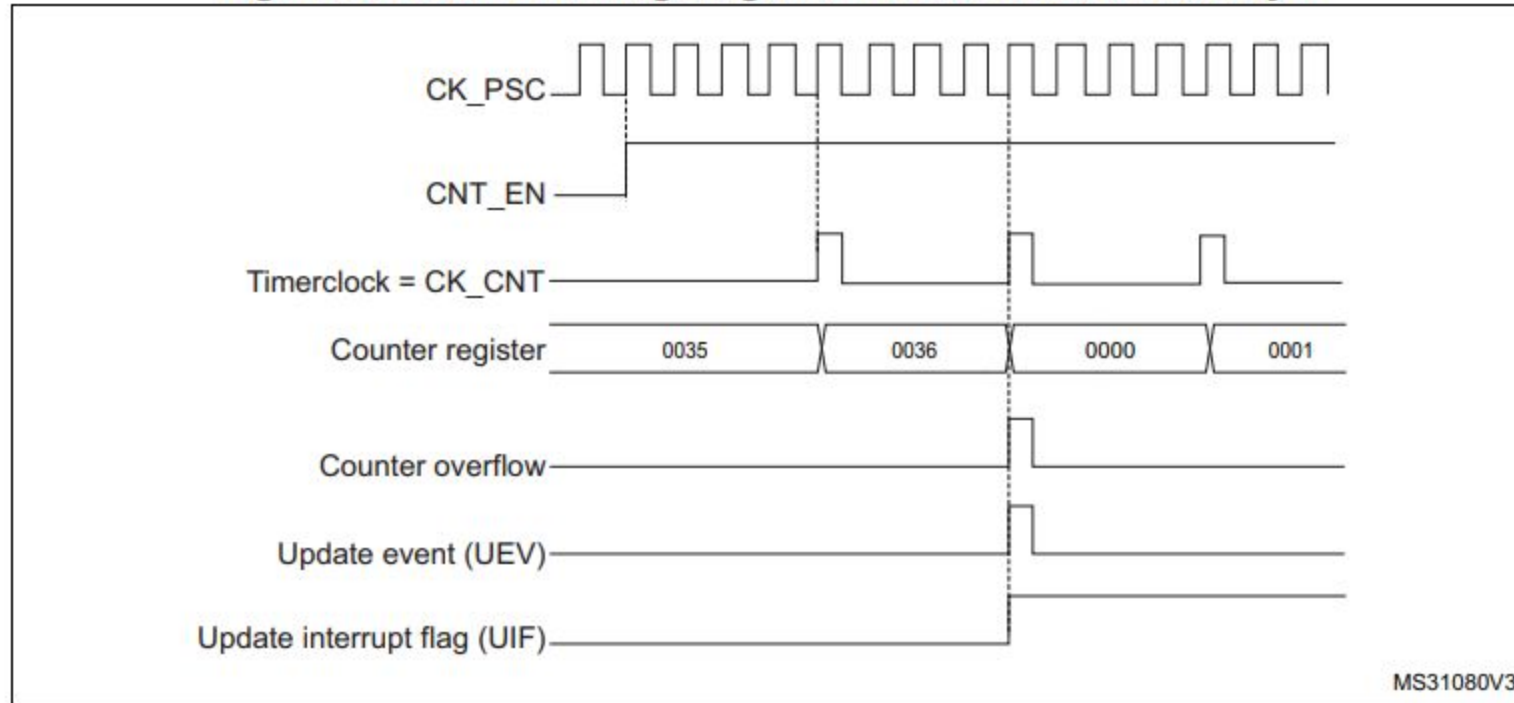 CK_PSC
CNT_EN
Timerclock = CK_CNT
Counter register 0035 0036 0000 0001
Counter overflow
Update event (UEV)
Update interrupt flag (UIF)
MS31080V3